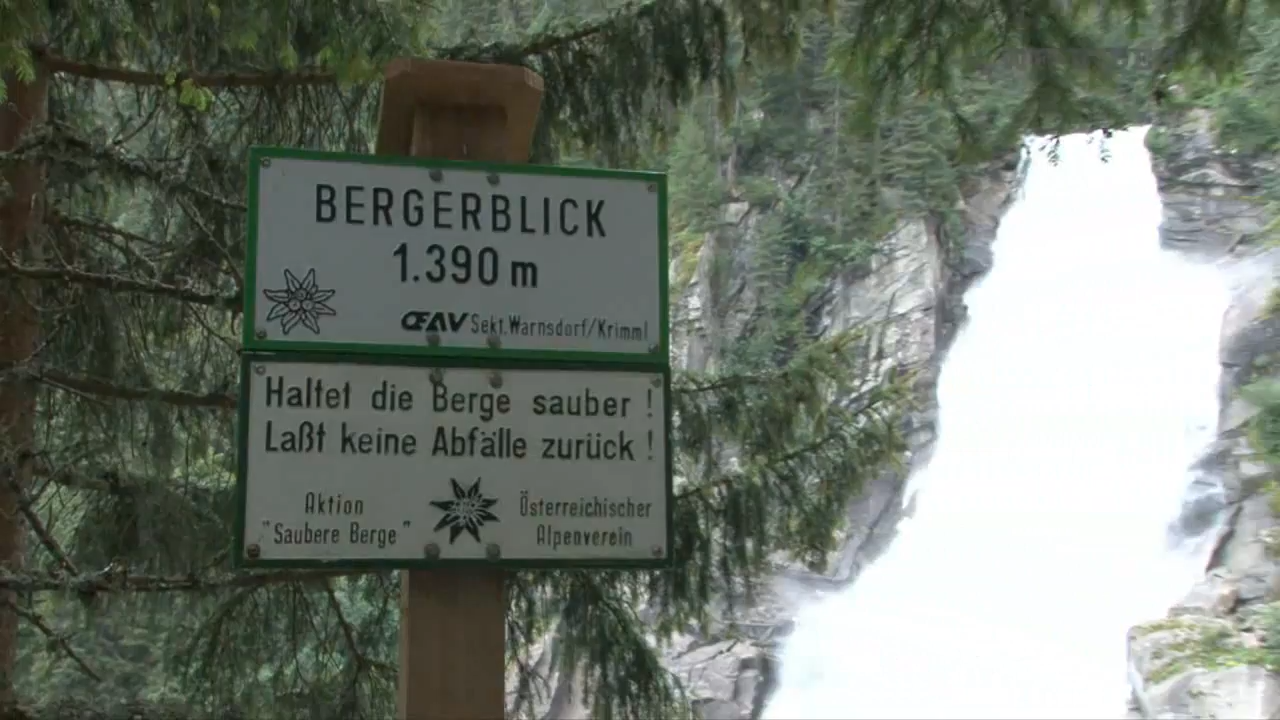 BERGERBLICK
1.390 m
OEAV Sekt.Warnsdorf/Krimml
Haltet die Berge sauber !
Laßt keine Abfälle zurück !
Aktion
"Saubere Berge"
Österreichischer
Alpenverein